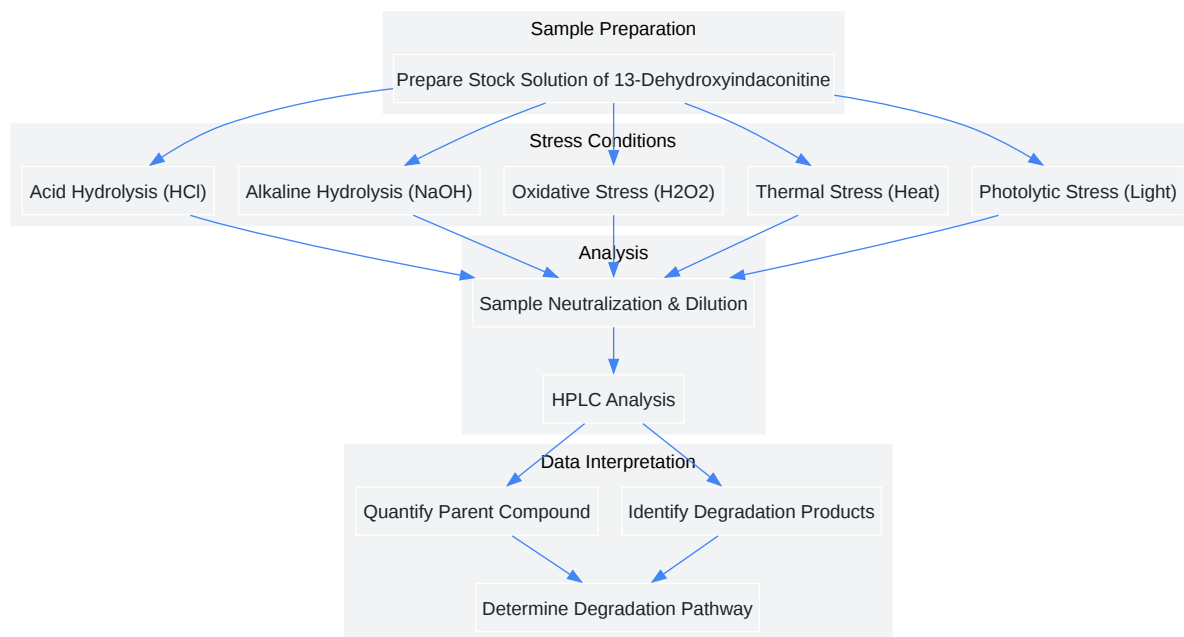 Sample Preparation
Prepare Stock Solution of 13-Dehydroxyindaconitine
Stress Conditions
Acid Hydrolysis (HCl)
Alkaline Hydrolysis (NaOH)
Oxidative Stress (H2O2)
Thermal Stress (Heat)
Photolytic Stress (Light)
Analysis
Sample Neutralization & Dilution
HPLC Analysis
Data Interpretation
Quantify Parent Compound
Identify Degradation Products
Determine Degradation Pathway